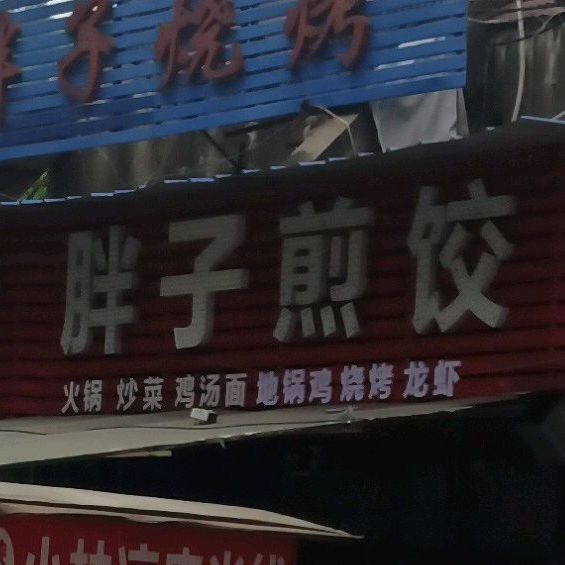 胖子烧烤
胖子煎饺
火锅 炒菜 鸡汤面 地锅鸡 烧烤 龙虾